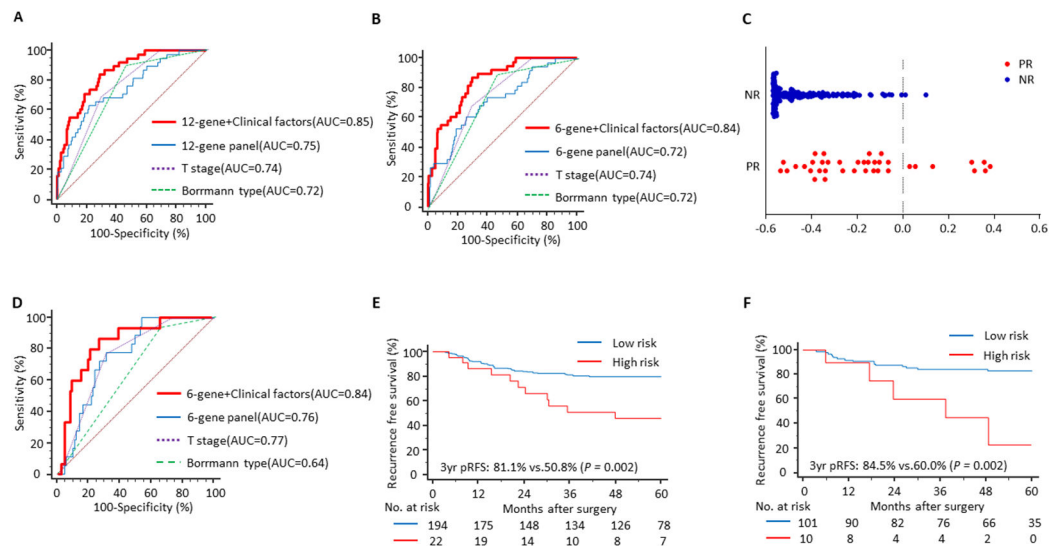 A
Sensitivity (%)
100
80
60
40
20
0
0 20 40 60 80 100
100-Specificity (%)
12-gene+Clinical factors(AUC=0.85)
12-gene panel(AUC=0.75)
T stage(AUC=0.74)
Borrmann type(AUC=0.72)
B
Sensitivity (%)
100
80
60
40
20
0
0 20 40 60 80 100
100-Specificity (%)
6-gene+Clinical factors(AUC=0.84)
6-gene panel(AUC=0.72)
T stage(AUC=0.74)
Borrmann type(AUC=0.72)
C
PR
NR
NR
PR
-0.6 -0.4 -0.2 0.0 0.2 0.4 0.6
D
Sensitivity (%)
100
80
60
40
20
0
0 20 40 60 80 100
100-Specificity (%)
6-gene+Clinical factors(AUC=0.84)
6-gene panel(AUC=0.76)
T stage(AUC=0.77)
Borrmann type(AUC=0.64)
E
Recurrence free survival (%)
100
80
60
40
20
0
Low risk
High risk
3yr pRFS: 81.1% vs.50.8% (P = 0.002)
0 12 24 36 48 60
No. at risk
Months after surgery
194 175 148 134 126 78
22 19 14 10 8 7
F
Recurrence free survival (%)
100
80
60
40
20
0
Low risk
High risk
3yr pRFS: 84.5% vs.60.0% (P = 0.002)
0 12 24 36 48 60
No. at risk
Months after surgery
101 90 82 76 66 35
10 8 4 4 2 0